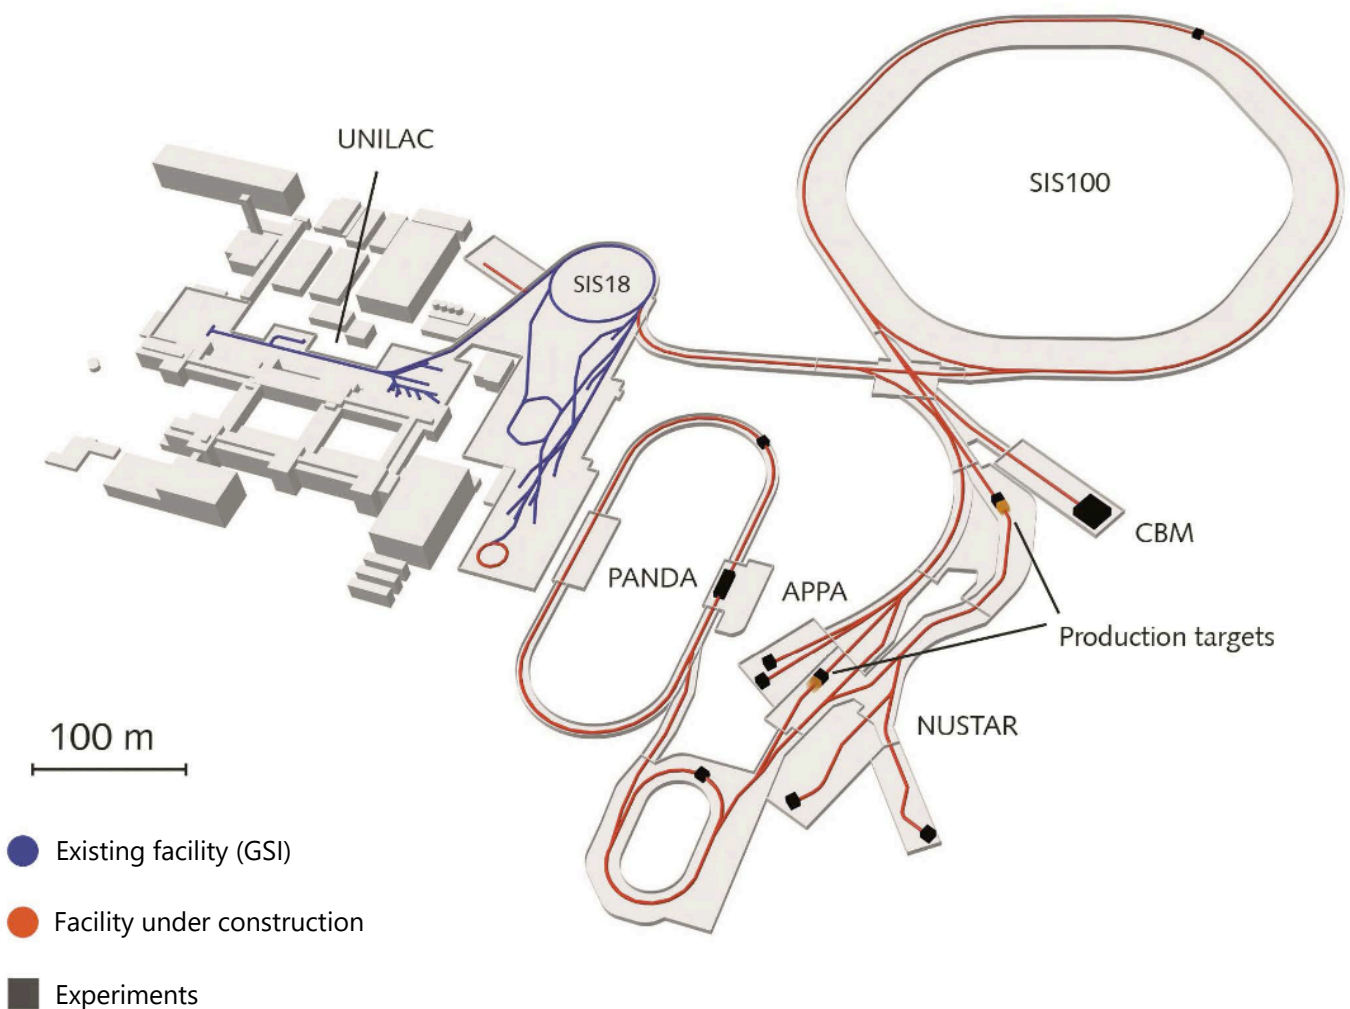 UNILAC
SIS100
SIS18
CBM
PANDA
APPA
Production targets
NUSTAR
100 m
Existing facility (GSI)
Facility under construction
Experiments